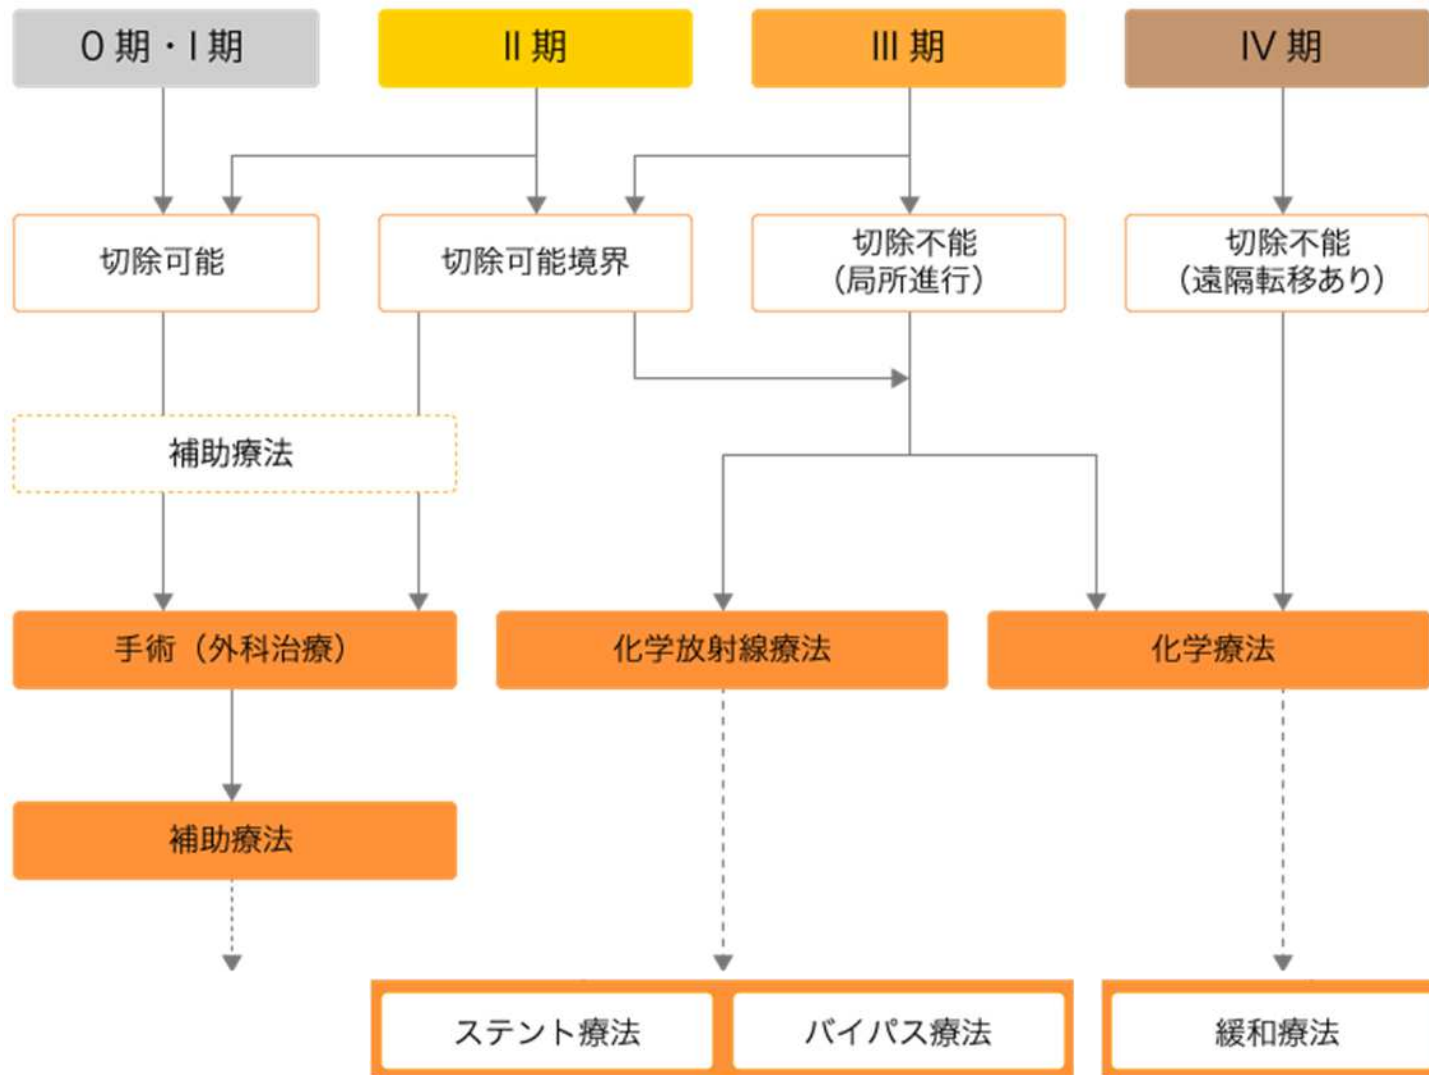 0 期・I 期
II 期
III 期
IV 期
切除可能
切除可能境界
切除不能
（局所進行）
切除不能
（遠隔転移あり）
補助療法
手術（外科治療）
化学放射線療法
化学療法
補助療法
ステント療法
バイパス療法
緩和療法